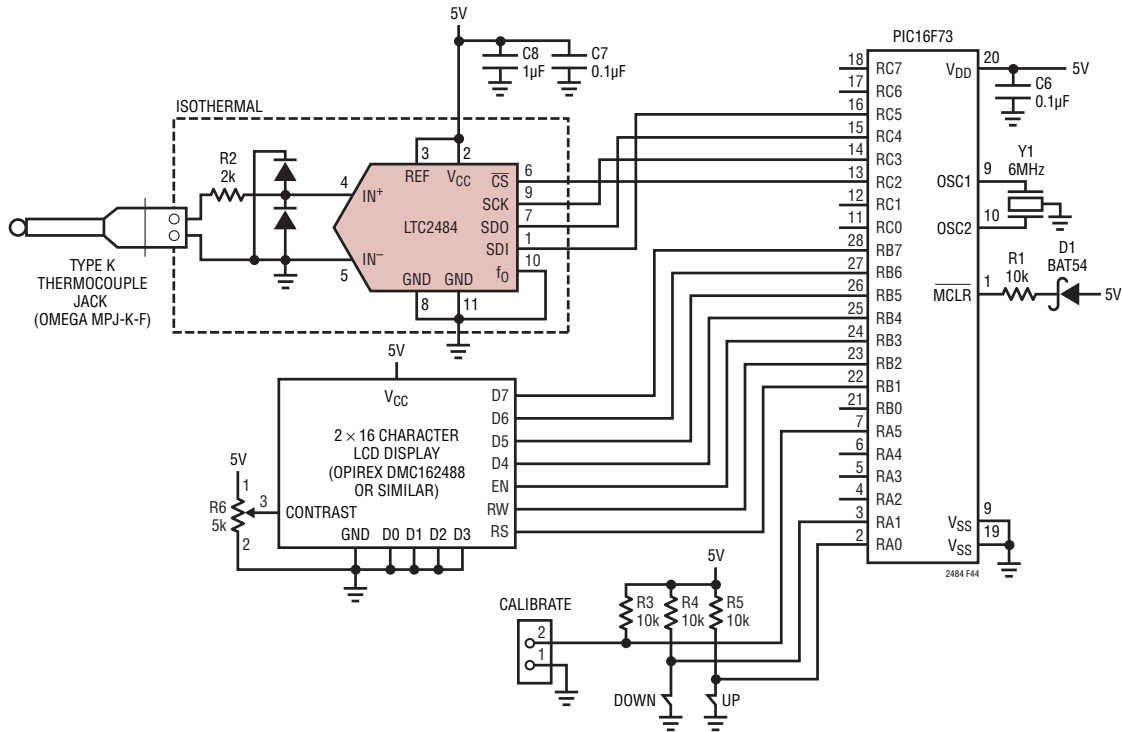 5V
C8
1µF
C7
0.1µF
ISOTHERMAL
R2
2k
3
2
REF
VCC
4
IN+
LTC2484
IN−
5
GND
GND
8
11
CS
6
SCK
9
SDO
7
SDI
1
fO
10
TYPE K
THERMOCOUPLE
JACK
(OMEGA MPJ-K-F)
PIC16F73
18
RC7
17
RC6
16
RC5
15
RC4
14
RC3
13
RC2
12
RC1
11
RC0
28
RB7
27
RB6
26
RB5
25
RB4
24
RB3
23
RB2
22
RB1
21
RB0
7
RA5
6
RA4
5
RA3
4
RA2
3
RA1
2
RA0
VDD
20
5V
C6
0.1µF
Y1
6MHz
9
OSC1
10
OSC2
MCLR
1
R1
10k
D1
BAT54
5V
VSS
9
VSS
19
2484 F44
5V
VCC
2 × 16 CHARACTER
LCD DISPLAY
(OPIREX DMC162488
OR SIMILAR)
D7
D6
D5
D4
EN
RW
RS
5V
1
R6
5k
3
2
CONTRAST
GND D0 D1 D2 D3
CALIBRATE
2
1
5V
R3
10k
R4
10k
R5
10k
DOWN
UP